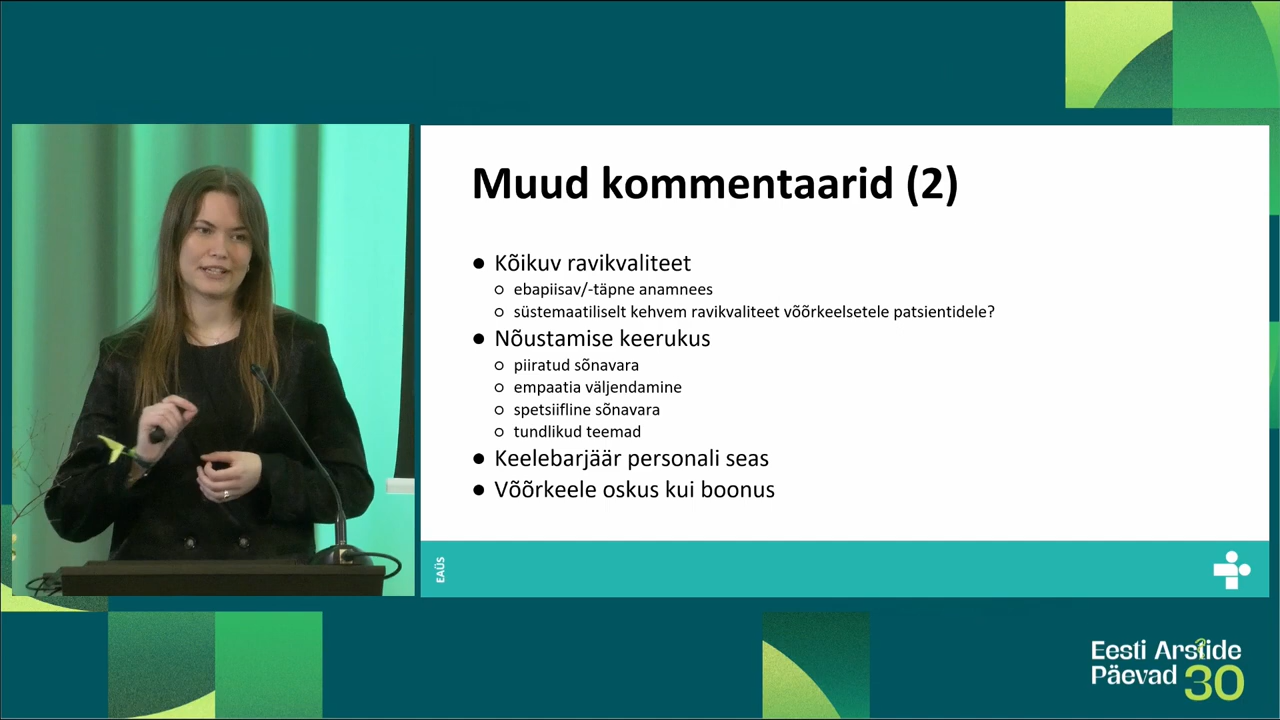 Muud kommentaarid (2)
● Kõikuv ravikvaliteet
○ ebapiisav/-täpne anamnees
○ süstemaatiliselt kehvem ravikvaliteet võõrkeelsetele patsientidele?
● Nõustamise keerukus
○ piiratud sõnavara
○ empaatia väljendamine
○ spetsiifline sõnavara
○ tundlikud teemad
● Keelebarjäär personali seas
● Võõrkeele oskus kui boonus
EAÜS
Eesti Arstide
Päevad 30